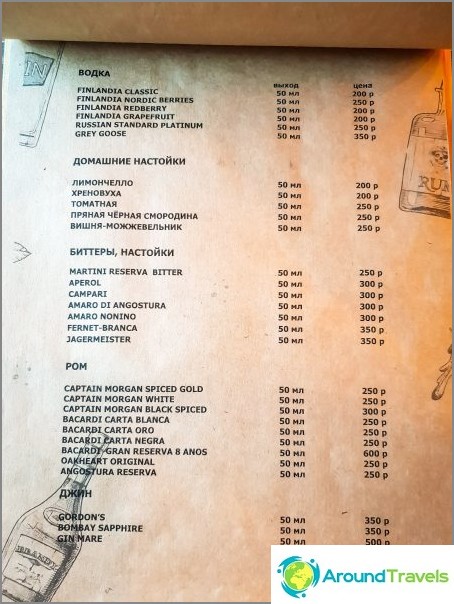 ВОДКА
выход цена
FINLANDIA CLASSIC 50 мл 200 р
FINLANDIA NORDIC BERRIES 50 мл 250 р
FINLANDIA REDBERRY 50 мл 200 р
FINLANDIA GRAPEFRUIT 50 мл 200 р
RUSSIAN STANDARD PLATINUM 50 мл 250 р
GREY GOOSE 50 мл 350 р
ДОМАШНИЕ НАСТОЙКИ
ЛИМОНЧЕЛЛО 50 мл 200 р
ХРЕНОВУХА 50 мл 200 р
ТОМАТНАЯ 50 мл 250 р
ПРЯНАЯ ЧЁРНАЯ СМОРОДИНА 50 мл 250 р
ВИШНЯ-МОЖЖЕВЕЛЬНИК 50 мл 250 р
БИТТЕРЫ, НАСТОЙКИ
MARTINI RESERVA BITTER 50 мл 250 р
APEROL 50 мл 300 р
CAMPARI 50 мл 300 р
AMARO DI ANGOSTURA 50 мл 300 р
AMARO NONINO 50 мл 300 р
FERNET-BRANCA 50 мл 350 р
JAGERMEISTER 50 мл 350 р
РОМ
CAPTAIN MORGAN SPICED GOLD 50 мл 250 р
CAPTAIN MORGAN WHITE 50 мл 250 р
CAPTAIN MORGAN BLACK SPICED 50 мл 300 р
BACARDI CARTA BLANCA 50 мл 250 р
BACARDI CARTA ORO 50 мл 250 р
BACARDI CARTA NEGRA 50 мл 250 р
BACARDI GRAN RESERVA 8 ANOS 50 мл 600 р
OAKHEART ORIGINAL 50 мл 250 р
ANGOSTURA RESERVA 50 мл 250 р
ДЖИН
GORDON'S 50 мл 350 р
BOMBAY SAPPHIRE 50 мл 350 р
GIN MARE 50 мл 500 р
IN
RUM
BRANDY
AroundTravels